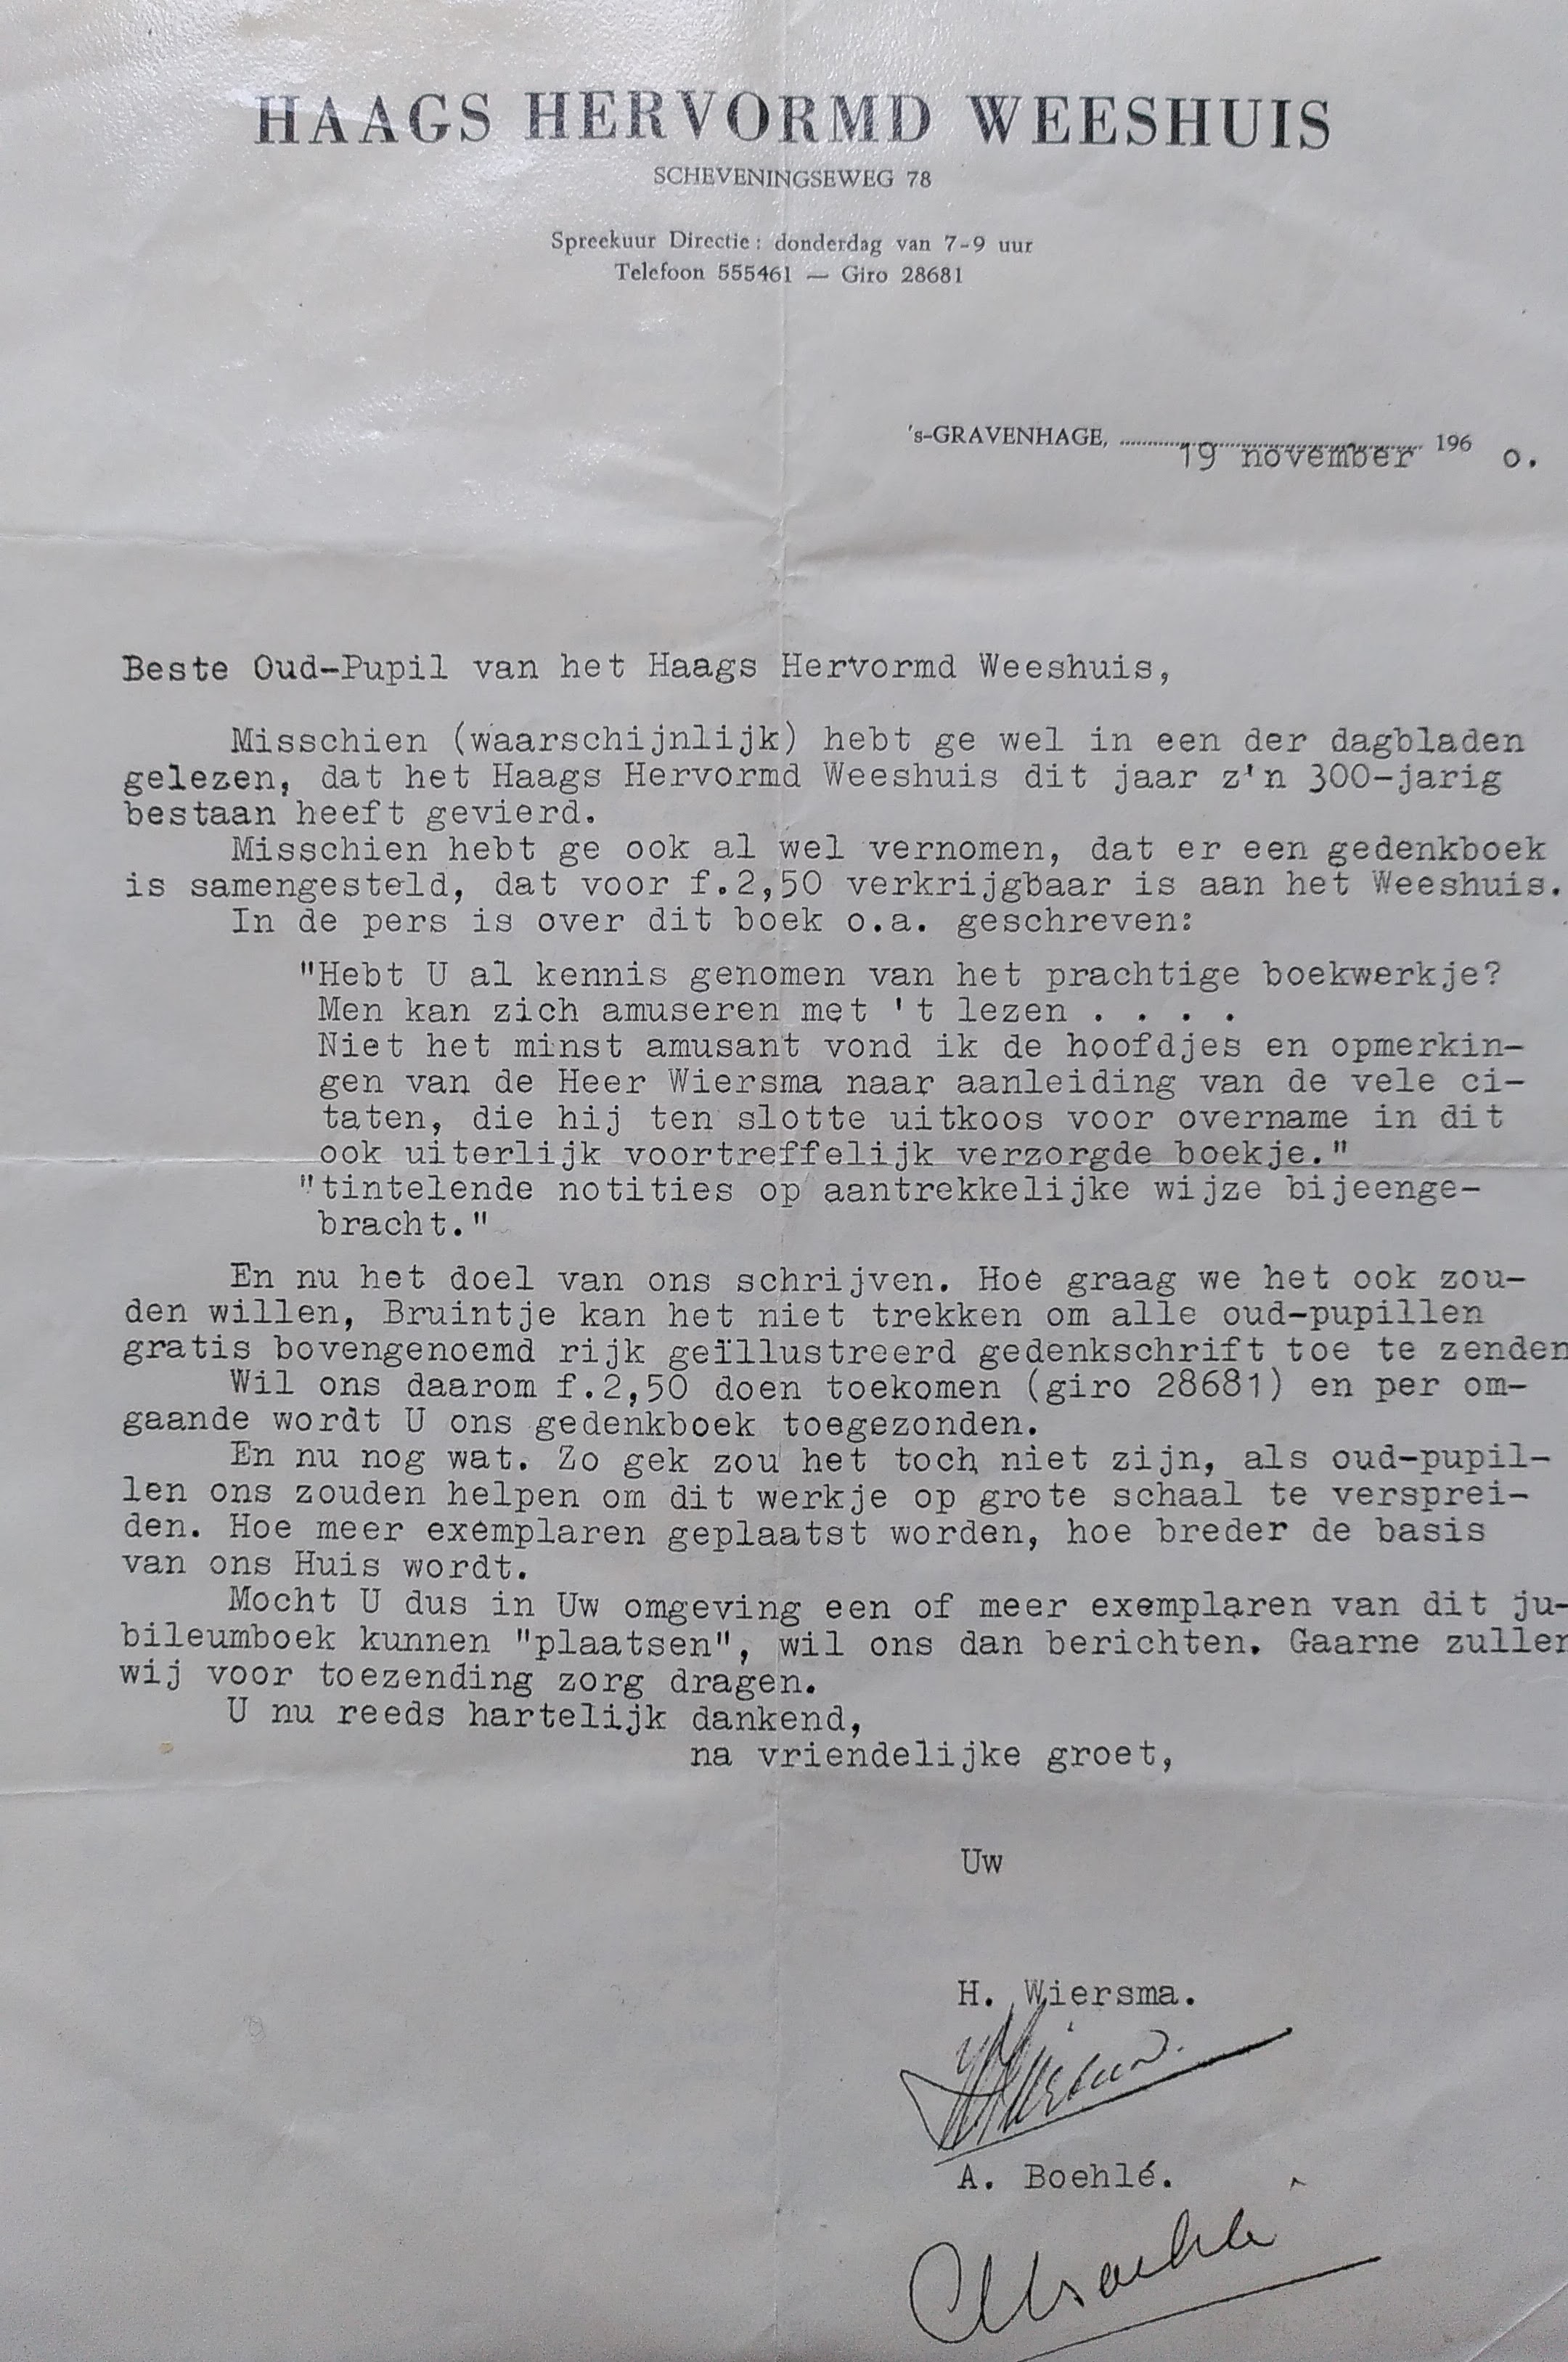 HAAGS HERVORMD WEESHUIS
SCHEVENINGSEWEG 78
Spreekuur Directie: donderdag van 7-9 uur
Telefoon 555461 — Giro 28681
's-GRAVENHAGE, 19 november 196 o.
Beste Oud-Pupil van het Haags Hervormd Weeshuis,
Misschien (waarschijnlijk) hebt ge wel in een der dagbladen
gelezen, dat het Haags Hervormd Weeshuis dit jaar z'n 300-jarig
bestaan heeft gevierd.
Misschien hebt ge ook al wel vernomen, dat er een gedenkboek
is samengesteld, dat voor f.2,50 verkrijgbaar is aan het Weeshuis.
In de pers is over dit boek o.a. geschreven:
"Hebt U al kennis genomen van het prachtige boekwerkje?
Men kan zich amuseren met 't lezen . . . .
Niet het minst amusant vond ik de hoofdjes en opmerkin-
gen van de Heer Wiersma naar aanleiding van de vele ci-
taten, die hij ten slotte uitkoos voor overname in dit
ook uiterlijk voortreffelijk verzorgde boekje."
"tintelende notities op aantrekkelijke wijze bijeenge-
bracht."
En nu het doel van ons schrijven. Hoe graag we het ook zou-
den willen, Bruintje kan het niet trekken om alle oud-pupillen
gratis bovengenoemd rijk geïllustreerd gedenkschrift toe te zenden
Wil ons daarom f.2,50 doen toekomen (giro 28681) en per om-
gaande wordt U ons gedenkboek toegezonden.
En nu nog wat. Zo gek zou het toch niet zijn, als oud-pupil-
len ons zouden helpen om dit werkje op grote schaal te versprei-
den. Hoe meer exemplaren geplaatst worden, hoe breder de basis
van ons Huis wordt.
Mocht U dus in Uw omgeving een of meer exemplaren van dit ju-
bileumboek kunnen "plaatsen", wil ons dan berichten. Gaarne zullen
wij voor toezending zorg dragen.
U nu reeds hartelijk dankend,
na vriendelijke groet,
Uw
H. Wiersma.
HWiersma.
A. Boehlé.
ABoehlé